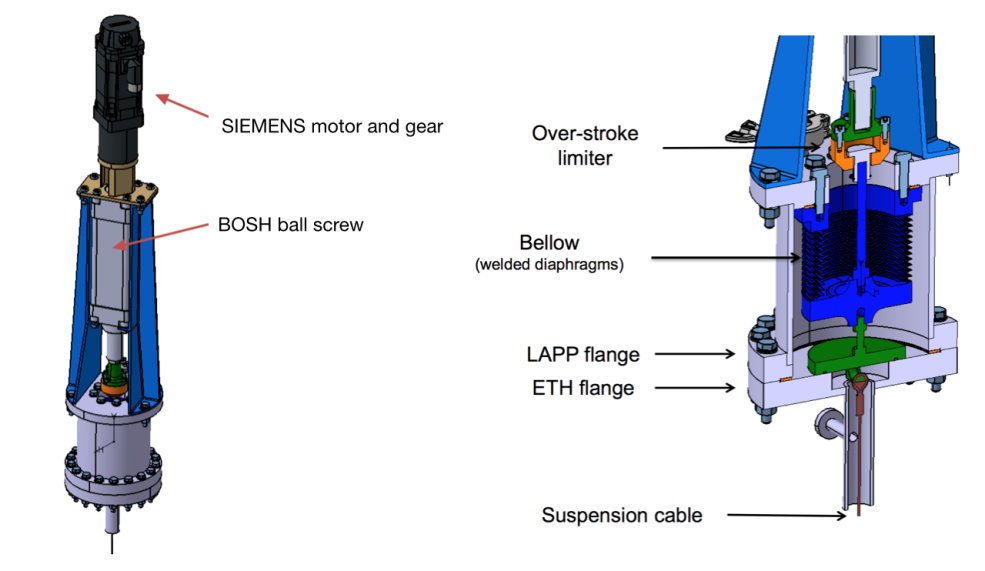 SIEMENS motor and gear
BOSH ball screw
Over-stroke
limiter
Bellow
(welded diaphragms)
LAPP flange
ETH flange
Suspension cable